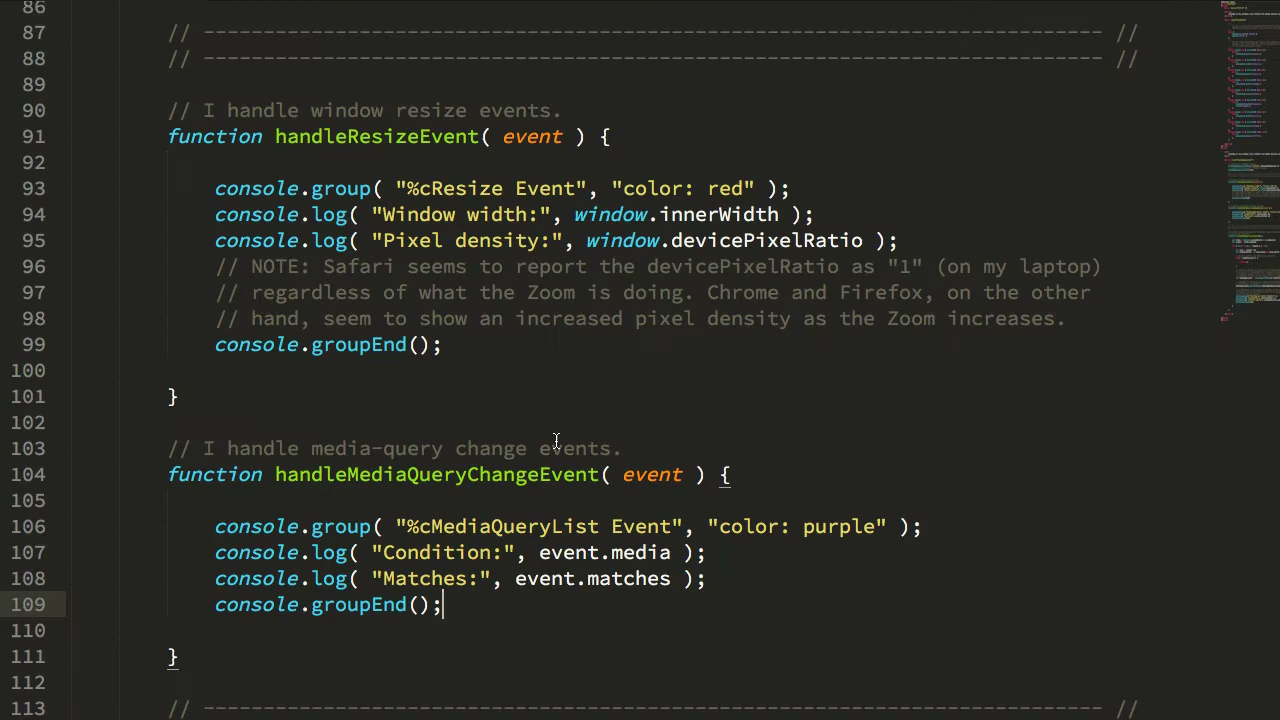 86
87 // --------------------------------------------------------------------------- //
88 // --------------------------------------------------------------------------- //
89
90 // I handle window resize events.
91 function handleResizeEvent( event ) {
92
93 console.group( "%cResize Event", "color: red" );
94 console.log( "Window width:", window.innerWidth );
95 console.log( "Pixel density:", window.devicePixelRatio );
96 // NOTE: Safari seems to report the devicePixelRatio as "1" (on my laptop)
97 // regardless of what the Zoom is doing. Chrome and Firefox, on the other
98 // hand, seem to show an increased pixel density as the Zoom increases.
99 console.groupEnd();
100
101 }
102
103 // I handle media-query change events.
104 function handleMediaQueryChangeEvent( event ) {
105
106 console.group( "%cMediaQueryList Event", "color: purple" );
107 console.log( "Condition:", event.media );
108 console.log( "Matches:", event.matches );
109 console.groupEnd();
110
111 }
112
113 // --------------------------------------------------------------------------- //